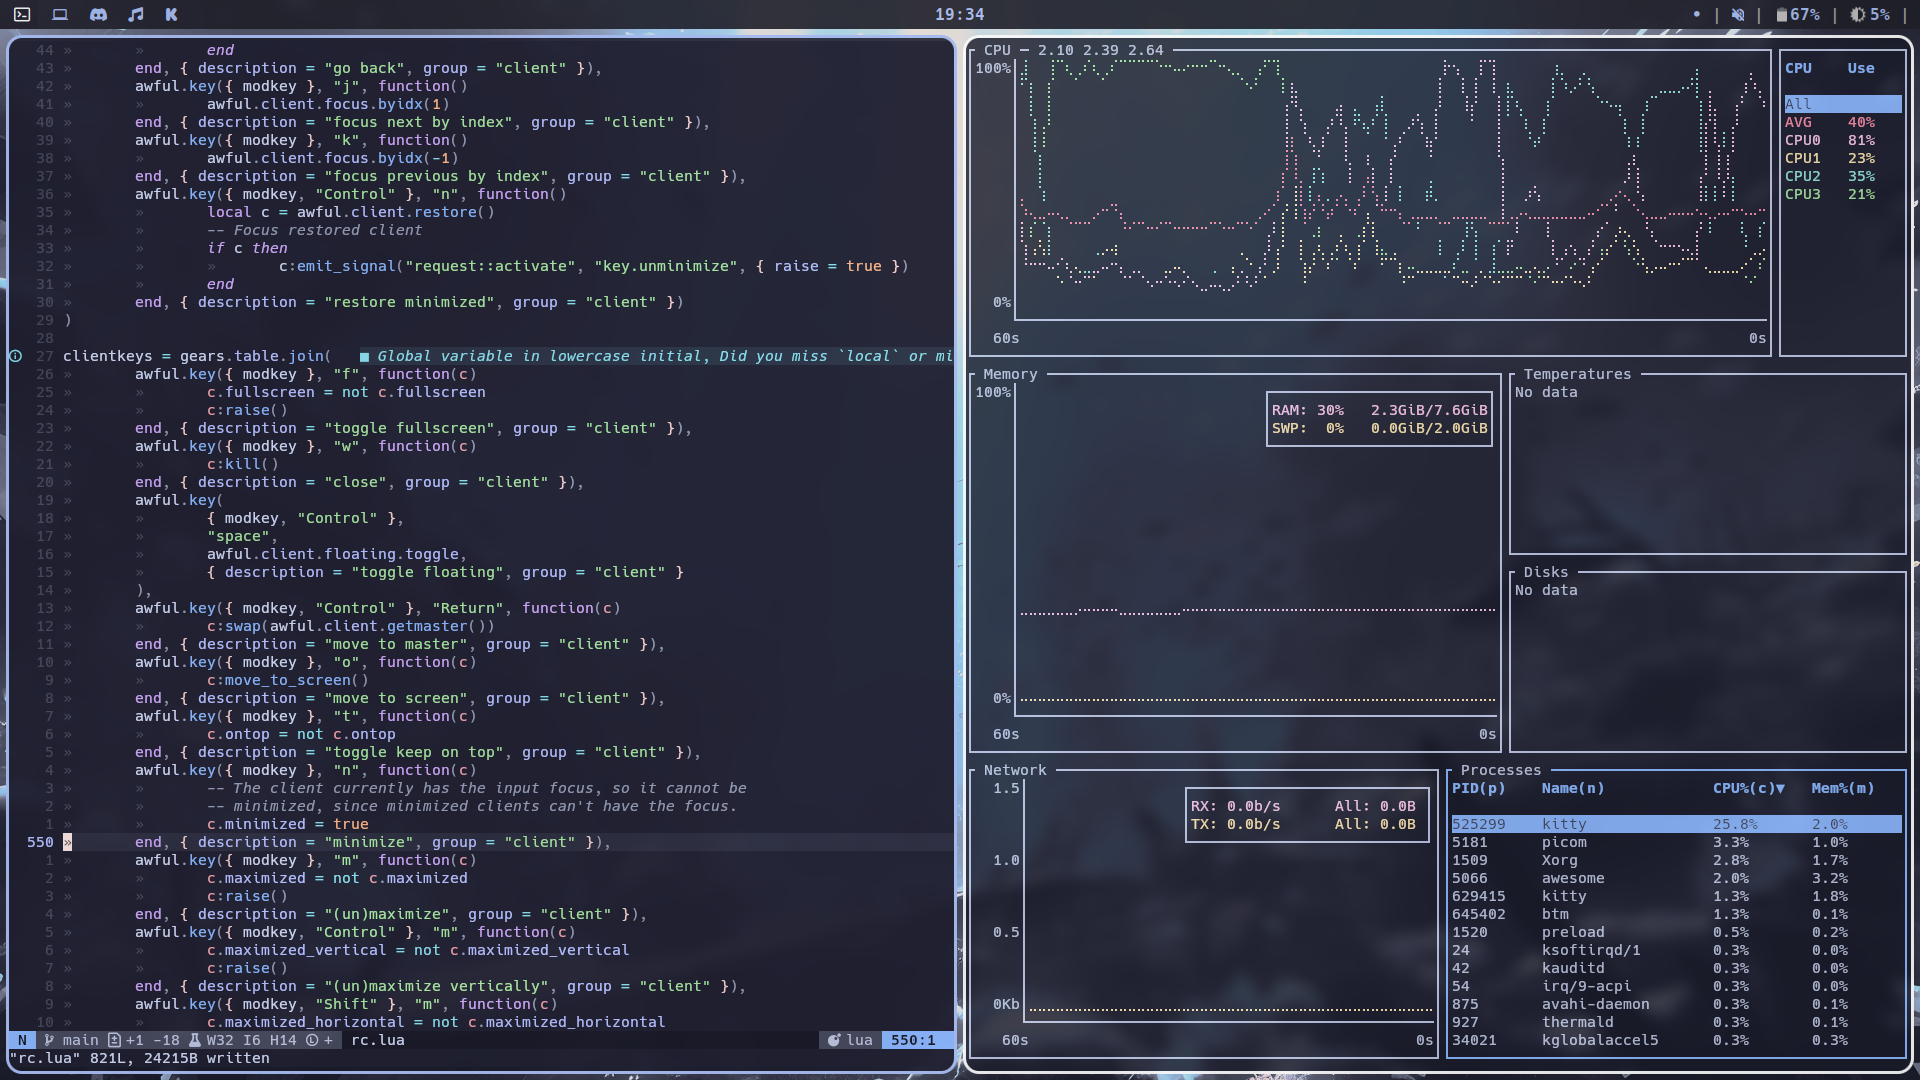 19:34
67%
5%
44 » » end
43 » end, { description = "go back", group = "client" }),
42 » awful.key({ modkey }, "j", function()
41 » » awful.client.focus.byidx(1)
40 » end, { description = "focus next by index", group = "client" }),
39 » awful.key({ modkey }, "k", function()
38 » » awful.client.focus.byidx(-1)
37 » end, { description = "focus previous by index", group = "client" }),
36 » awful.key({ modkey, "Control" }, "n", function()
35 » » local c = awful.client.restore()
34 » » -- Focus restored client
33 » » if c then
32 » » » c:emit_signal("request::activate", "key.unminimize", { raise = true })
31 » » end
30 » end, { description = "restore minimized", group = "client" })
29 )
28
27 clientkeys = gears.table.join( ■ Global variable in lowercase initial, Did you miss `local` or mi
26 » awful.key({ modkey }, "f", function(c)
25 » » c.fullscreen = not c.fullscreen
24 » » c:raise()
23 » end, { description = "toggle fullscreen", group = "client" }),
22 » awful.key({ modkey }, "w", function(c)
21 » » c:kill()
20 » end, { description = "close", group = "client" }),
19 » awful.key(
18 » » { modkey, "Control" },
17 » » "space",
16 » » awful.client.floating.toggle,
15 » » { description = "toggle floating", group = "client" }
14 » ),
13 » awful.key({ modkey, "Control" }, "Return", function(c)
12 » » c:swap(awful.client.getmaster())
11 » end, { description = "move to master", group = "client" }),
10 » awful.key({ modkey }, "o", function(c)
9 » » c:move_to_screen()
8 » end, { description = "move to screen", group = "client" }),
7 » awful.key({ modkey }, "t", function(c)
6 » » c.ontop = not c.ontop
5 » end, { description = "toggle keep on top", group = "client" }),
4 » awful.key({ modkey }, "n", function(c)
3 » » -- The client currently has the input focus, so it cannot be
2 » » -- minimized, since minimized clients can't have the focus.
1 » » c.minimized = true
550 » end, { description = "minimize", group = "client" }),
1 » awful.key({ modkey }, "m", function(c)
2 » » c.maximized = not c.maximized
3 » » c:raise()
4 » end, { description = "(un)maximize", group = "client" }),
5 » awful.key({ modkey, "Control" }, "m", function(c)
6 » » c.maximized_vertical = not c.maximized_vertical
7 » » c:raise()
8 » end, { description = "(un)maximize vertically", group = "client" }),
9 » awful.key({ modkey, "Shift" }, "m", function(c)
10 » » c.maximized_horizontal = not c.maximized_horizontal
N main +1 -18 W32 I6 H14 + rc.lua lua 550:1
"rc.lua" 821L, 24215B written
CPU — 2.10 2.39 2.64
100%
0%
60s 0s
CPU Use
All
AVG 40%
CPU0 81%
CPU1 23%
CPU2 35%
CPU3 21%
Memory
100%
RAM: 30% 2.3GiB/7.6GiB
SWP: 0% 0.0GiB/2.0GiB
0%
60s 0s
Temperatures
No data
Disks
No data
Network
1.5
RX: 0.0b/s All: 0.0B
TX: 0.0b/s All: 0.0B
1.0
0.5
0Kb
60s 0s
Processes
PID(p) Name(n) CPU%(c)▼ Mem%(m)
525299 kitty 25.8% 2.0%
5181 picom 3.3% 1.0%
1509 Xorg 2.8% 1.7%
5066 awesome 2.0% 3.2%
629415 kitty 1.3% 1.8%
645402 btm 1.3% 0.1%
1520 preload 0.5% 0.2%
24 ksoftirqd/1 0.3% 0.0%
42 kauditd 0.3% 0.0%
54 irq/9-acpi 0.3% 0.0%
875 avahi-daemon 0.3% 0.1%
927 thermald 0.3% 0.1%
34021 kglobalaccel5 0.3% 0.3%